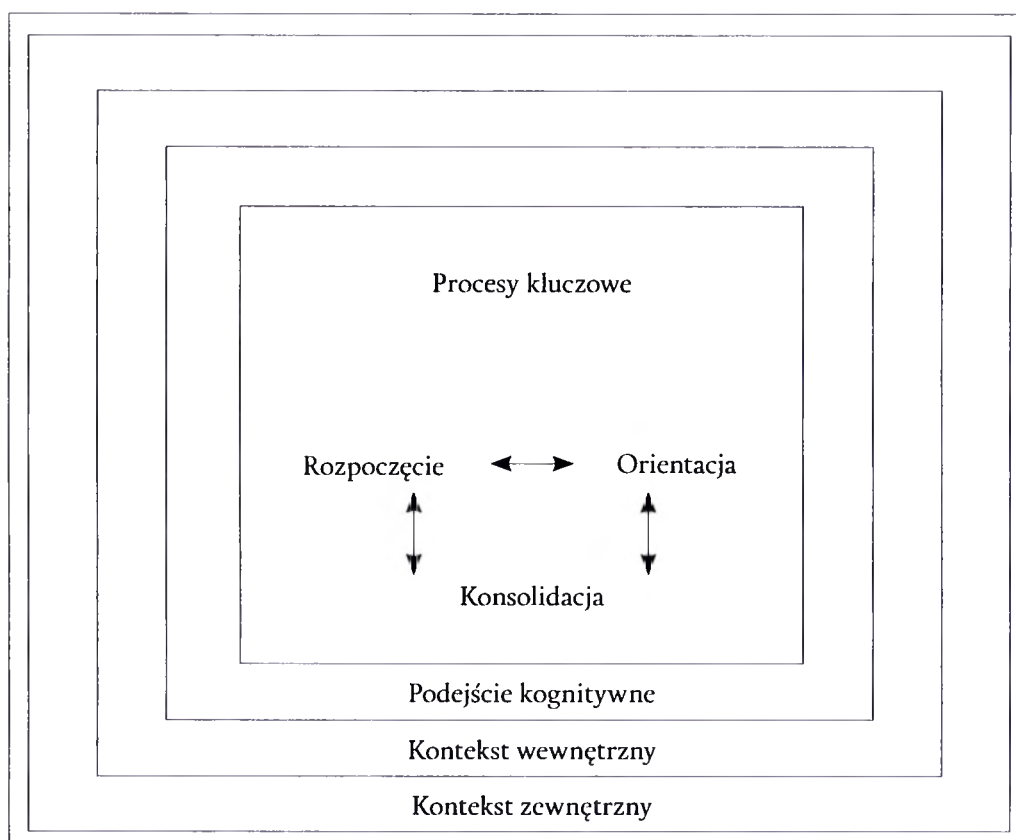 Procesy kluczowe
Rozpoczęcie Orientacja
Konsolidacja
Podejście kognitywne
Kontekst wewnętrzny
Kontekst zewnętrzny